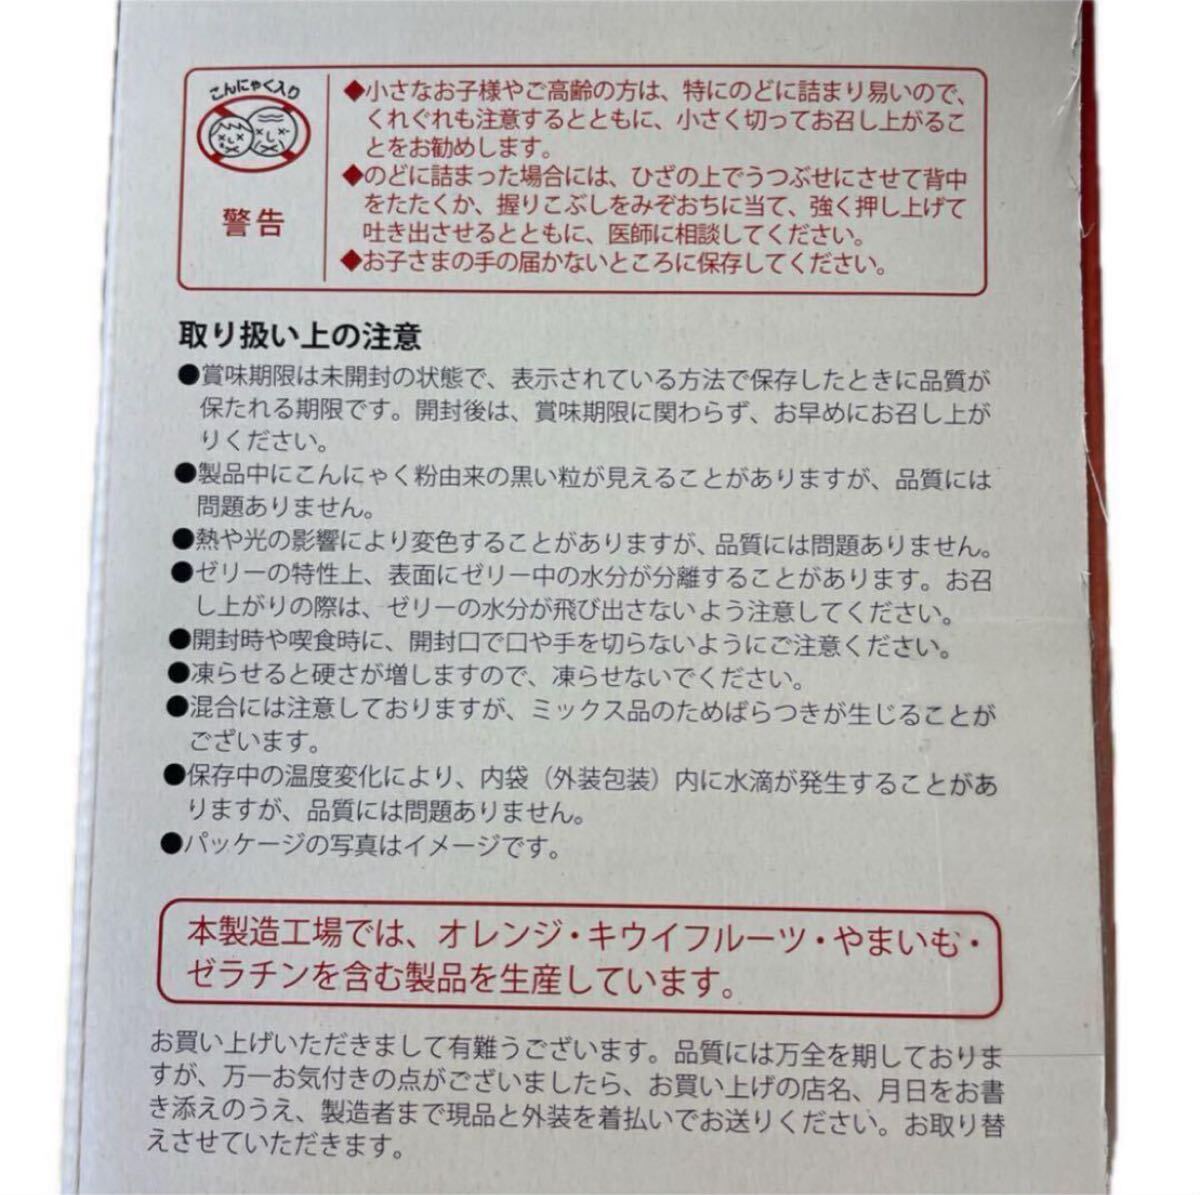 こんにゃく入り
警告
◆小さなお子様やご高齢の方は、特にのどに詰まり易いので、
くれぐれも注意するとともに、小さく切ってお召し上がるこ
とをお勧めします。
◆のどに詰まった場合には、ひざの上でうつぶせにさせて背中
をたたくか、握りこぶしをみぞおちに当て、強く押し上げて
吐き出させるとともに、医師に相談してください。
◆お子さまの手の届かないところに保存してください。
取り扱い上の注意
●賞味期限は未開封の状態で、表示されている方法で保存したときに品質が
保たれる期限です。開封後は、賞味期限に関わらず、お早めにお召し上が
りください。
●製品中にこんにゃく粉由来の黒い粒が見えることがありますが、品質には
問題ありません。
●熱や光の影響により変色することがありますが、品質には問題ありません。
●ゼリーの特性上、表面にゼリー中の水分が分離することがあります。お召
し上がりの際は、ゼリーの水分が飛び出さないよう注意してください。
●開封時や喫食時に、開封口で口や手を切らないようにご注意ください。
●凍らせると硬さが増しますので、凍らせないでください。
●混合には注意しておりますが、ミックス品のためばらつきが生じることが
ございます。
●保存中の温度変化により、内袋（外装包装）内に水滴が発生することがあ
りますが、品質には問題ありません。
●パッケージの写真はイメージです。
本製造工場では、オレンジ・キウイフルーツ・やまいも・
ゼラチンを含む製品を生産しています。
お買い上げいただきまして有難うございます。品質には万全を期しておりま
すが、万一お気付きの点がございましたら、お買い上げの店名、月日をお書
き添えのうえ、製造者まで現品と外装を着払いでお送りください。お取り替
えさせていただきます。